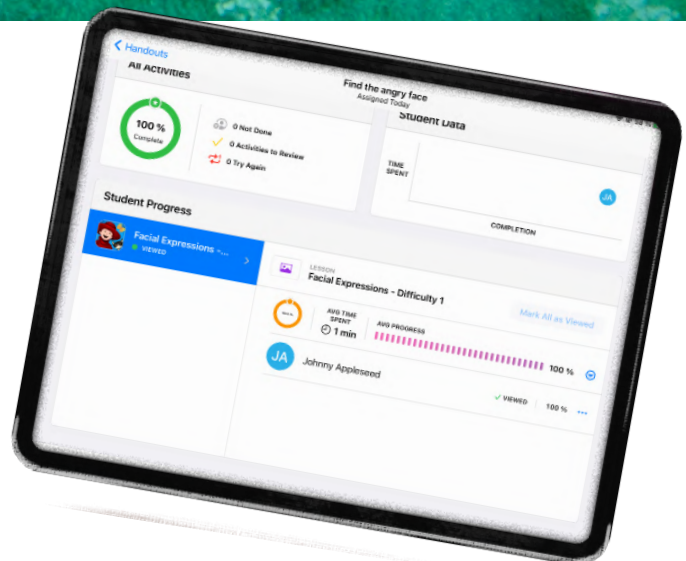 Handouts
Find the angry face
Assigned Today
All Activities
100 %
Complete
0 Not Done
0 Activities to Review
0 Try Again
Student Data
TIME
SPENT
JA
COMPLETION
Student Progress
Facial Expressions -...
VIEWED
LESSON
Facial Expressions - Difficulty 1
Mark All as Viewed
AVG TIME
SPENT
1 min
AVG PROGRESS
100 %
JA
Johnny Appleseed
VIEWED
100 %